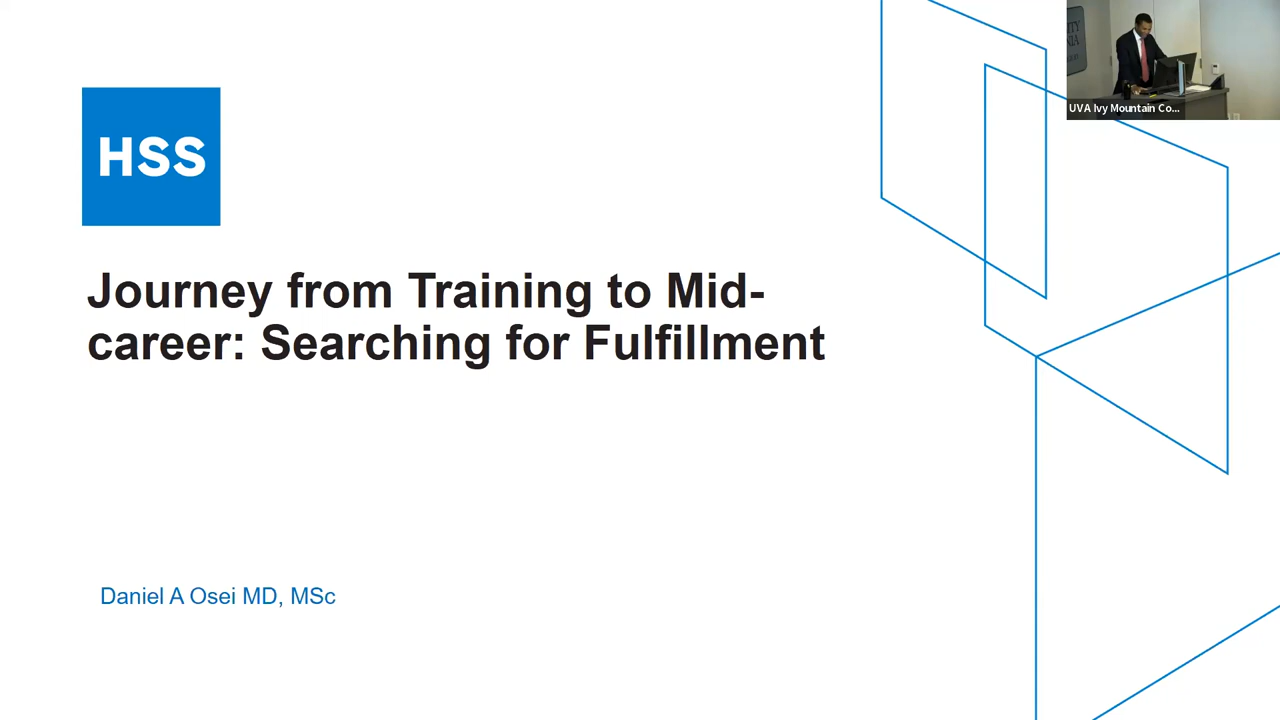 HSS
Journey from Training to Mid-
career: Searching for Fulfillment
Daniel A Osei MD, MSc
UVA Ivy Mountain Co...